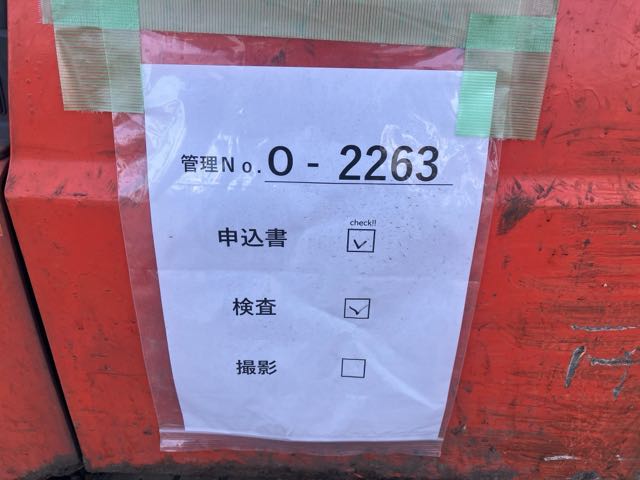 管理No. O - 2263
check!!
申込書 ☑
検査 ☑
撮影 ☐